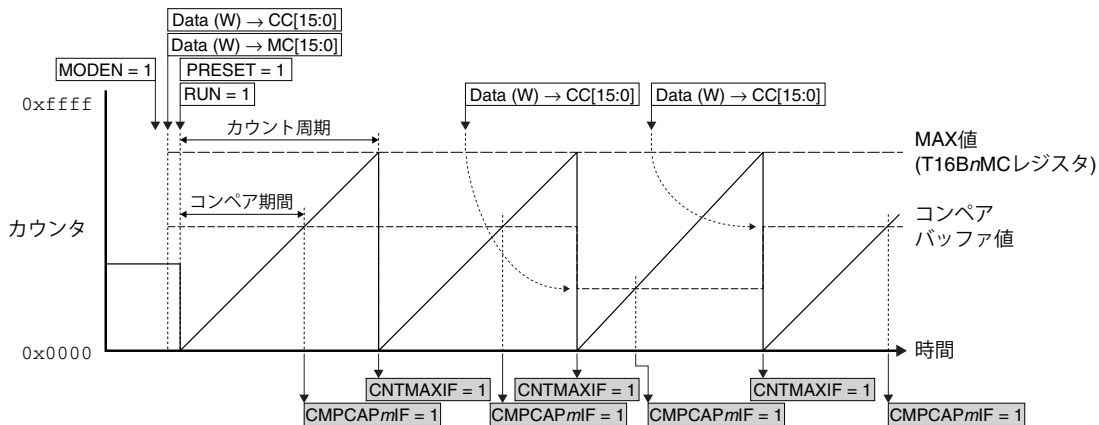 Data (W) → CC[15:0]
Data (W) → MC[15:0]
MODEN = 1
PRESET = 1
RUN = 1
Data (W) → CC[15:0]
Data (W) → CC[15:0]
0xffff
カウント周期
MAX値
(T16BnMCレジスタ)
コンペア期間
コンペア
バッファ値
カウンタ
0x0000
時間
CNTMAXIF = 1
CNTMAXIF = 1
CNTMAXIF = 1
CMPCAPmIF = 1
CMPCAPmIF = 1
CMPCAPmIF = 1
CMPCAPmIF = 1